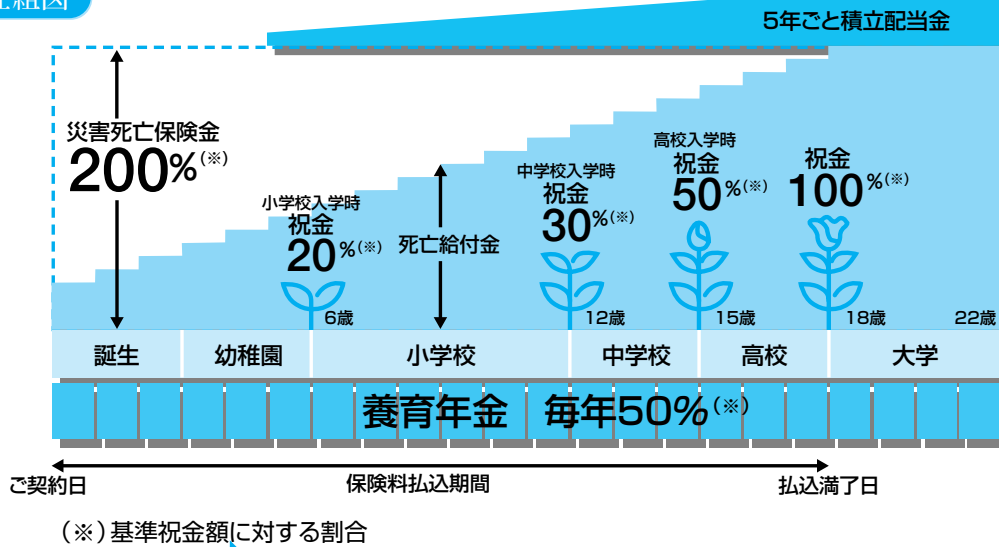 仕組図
5年ごと積立配当金
災害死亡保険金
200%(※)
小学校入学時
祝金
20%(※)
死亡給付金
中学校入学時
祝金
30%(※)
高校入学時
祝金
50%(※)
祝金
100%(※)
6歳
12歳
15歳
18歳
22歳
誕生
幼稚園
小学校
中学校
高校
大学
養育年金 毎年50%(※)
ご契約日
保険料払込期間
払込満了日
(※)基準祝金額に対する割合